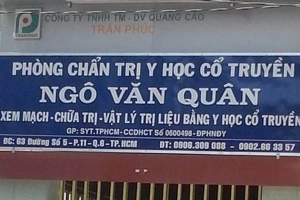 CÔNG TY TNHH TM - DV QUẢNG CÁO
TRẦN PHÚC
PHÒNG CHẨN TRỊ Y HỌC CỔ TRUYỀN
NGÔ VĂN QUÂN
XEM MẠCH - CHỮA TRỊ - VẬT LÝ TRỊ LIỆU BẰNG Y HỌC CỔ TRUYỀN
GP: SYT.TPHCM - CCDHCT Số 0600498 - ĐPHNĐY
ĐC: 63 Đường Số 5 - P.11 - Q.6 - TP.HCM ĐT: 0906.309 088 - 0902.66 33 57